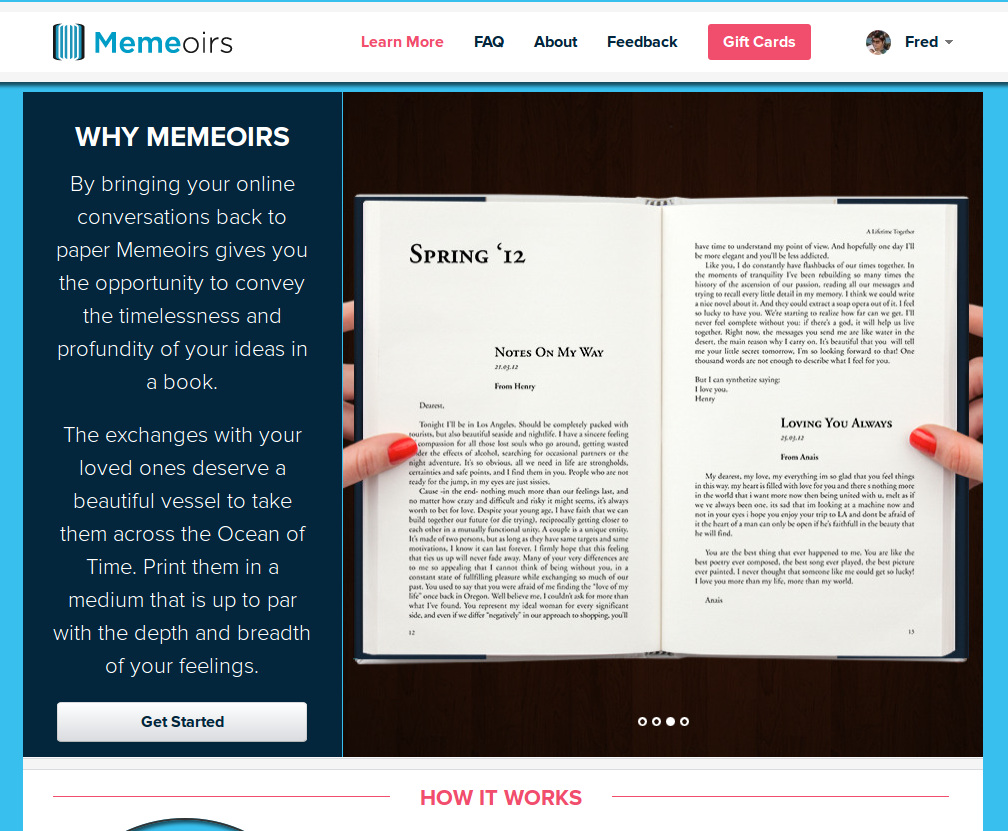 Memeoirs
Learn More
FAQ
About
Feedback
Gift Cards
Fred
WHY MEMEOIRS
By bringing your online
conversations back to
paper Memeoirs gives you
the opportunity to convey
the timelessness and
profundity of your ideas in
a book.
The exchanges with your
loved ones deserve a
beautiful vessel to take
them across the Ocean of
Time. Print them in a
medium that is up to par
with the depth and breadth
of your feelings.
Get Started
SPRING '12
NOTES ON MY WAY
21.03.12
From Henry
Dearest,
Tonight I'll be in Los Angeles. Should be completely packed with
tourists, but also beautiful seaside and nightlife. I have a sincere feeling
compassion for all those lost souls who go around, getting wasted
der the effects of alcohol, searching for occasional partners or the
night adventure. It's so obvious, all we need in life are strongholds,
certainties and safe points, and I find them in you. People who are not
ready for the jump, in my eyes are just sissies.
Cause -in the end- nothing much more than our feelings last, and
no matter how crazy and difficult and risky it might seems, it's always
worth to bet for love. Despite your young age, I have faith that we can
build together our future (or die trying), reciprocally getting closer to
each other in a mutually functional unity. A couple is a unique entity.
It's made of two persons, but as long as they have same targets and same
motivations, I know it can last forever. I firmly hope that this feeling
that ties us up will never fade away. Many of your very differences are
to me so appealing that I cannot think of being without you, in a
constant state of fullfilling pleasure while exchanging so much of our
past. You used to say that you were afraid of me finding the "love of my
life" once back in Oregon. Well believe me, I couldn't ask for more than
what I've found. You represent my ideal woman for every significant
side, and even if we differ "negatively" in our approach to shopping, you'll
12
A Lifetime Together
have time to understand my point of view. And hopefully one day I'll
be more elegant and you'll be less addicted.
Like you, I do constantly have flashbacks of our times together. In
the moments of tranquility I've been rebuilding so many times the
history of the ascension of our passion, reading all our messages and
trying to recall every little detail in my memory. I think we could write
a nice novel about it. And they could extract a soap opera out of it. I feel
so lucky to have you. We're starting to realize how far can we get. I'll
never feel complete without you: if there's a god, it will help us live
together. Right now, the messages you send me are like water in the
desert, the main reason why I carry on. It's beautiful that you will tell
me your little secret tomorrow, I'm so looking forward to that! One
thousand words are not enough to describe what I feel for you.
But I can synthetize saying:
I love you.
Henry
LOVING YOU ALWAYS
25.03.12
From Anais
My dearest, my love, my everything im so glad that you feel things
in this way, my heart is filled with love for you and there s nothing more
in the world that i want more now then being united with u, melt as if
we ve always been one, its sad that im looking at a machine now and
not in your eyes i hope you enjoy your trip to LA and dont be afraid of
it the heart of a man can only be open if he's faithfull in the beauty that
he will find.
You are the best thing that ever happened to me. You are like the
best poetry ever composed, the best song ever played, the best picture
ever painted. I never thought that someone like me could get so lucky!
I love you more than my life, more than my world.
Anais
13
HOW IT WORKS